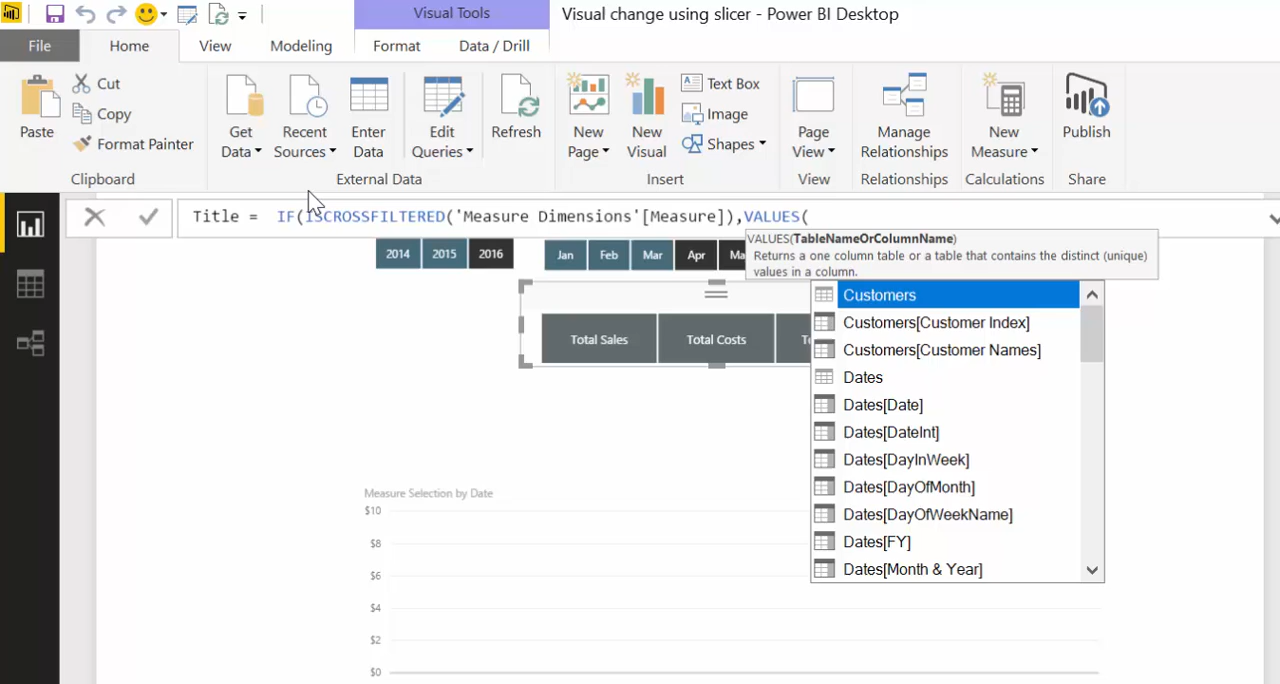 Visual Tools
Visual change using slicer - Power BI Desktop
File
Home
View
Modeling
Format
Data / Drill
Paste
Cut
Copy
Format Painter
Clipboard
Get Data
Recent Sources
Enter Data
Edit Queries
Refresh
External Data
New Page
New Visual
Text Box
Image
Shapes
Insert
Page View
View
Manage Relationships
Relationships
New Measure
Calculations
Publish
Share
Title = IF(ISCROSSFILTERED('Measure Dimensions'[Measure]),VALUES(
VALUES(TableNameOrColumnName)
Returns a one column table or a table that contains the distinct (unique)
values in a column.
2014 2015 2016
Jan Feb Mar Apr
Total Sales
Total Costs
Customers
Customers[Customer Index]
Customers[Customer Names]
Dates
Dates[Date]
Dates[DateInt]
Dates[DayInWeek]
Dates[DayOfMonth]
Dates[DayOfWeekName]
Dates[FY]
Dates[Month & Year]
Measure Selection by Date
$10
$8
$6
$4
$2
$0